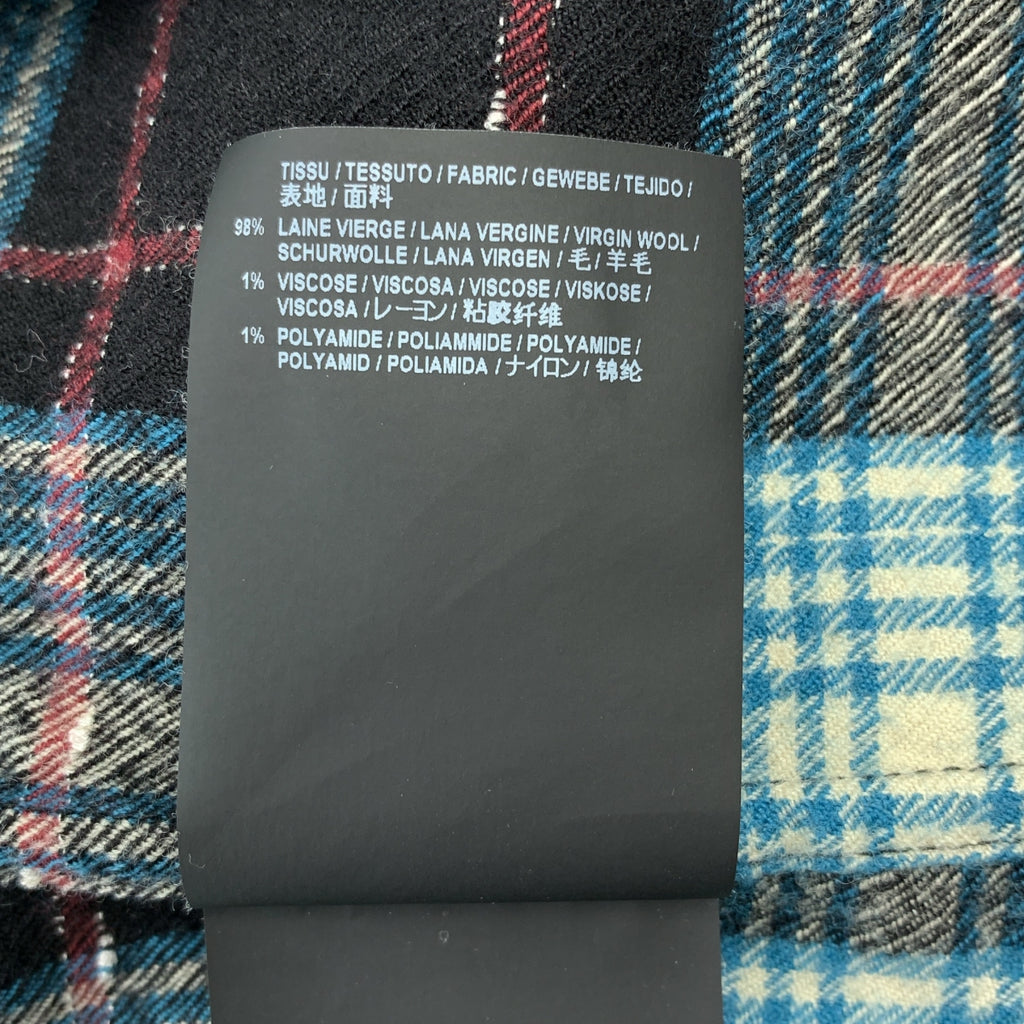 TISSU / TESSUTO / FABRIC / GEWEBE / TEJIDO /
表地 / 面料
98% LAINE VIERGE / LANA VERGINE / VIRGIN WOOL /
SCHURWOLLE / LANA VIRGEN / 毛 / 羊毛
1% VISCOSE / VISCOSA / VISCOSE / VISKOSE /
VISCOSA / レーヨン / 粘胶纤维
1% POLYAMIDE / POLIAMMIDE / POLYAMIDE /
POLYAMID / POLIAMIDA / ナイロン / 锦纶